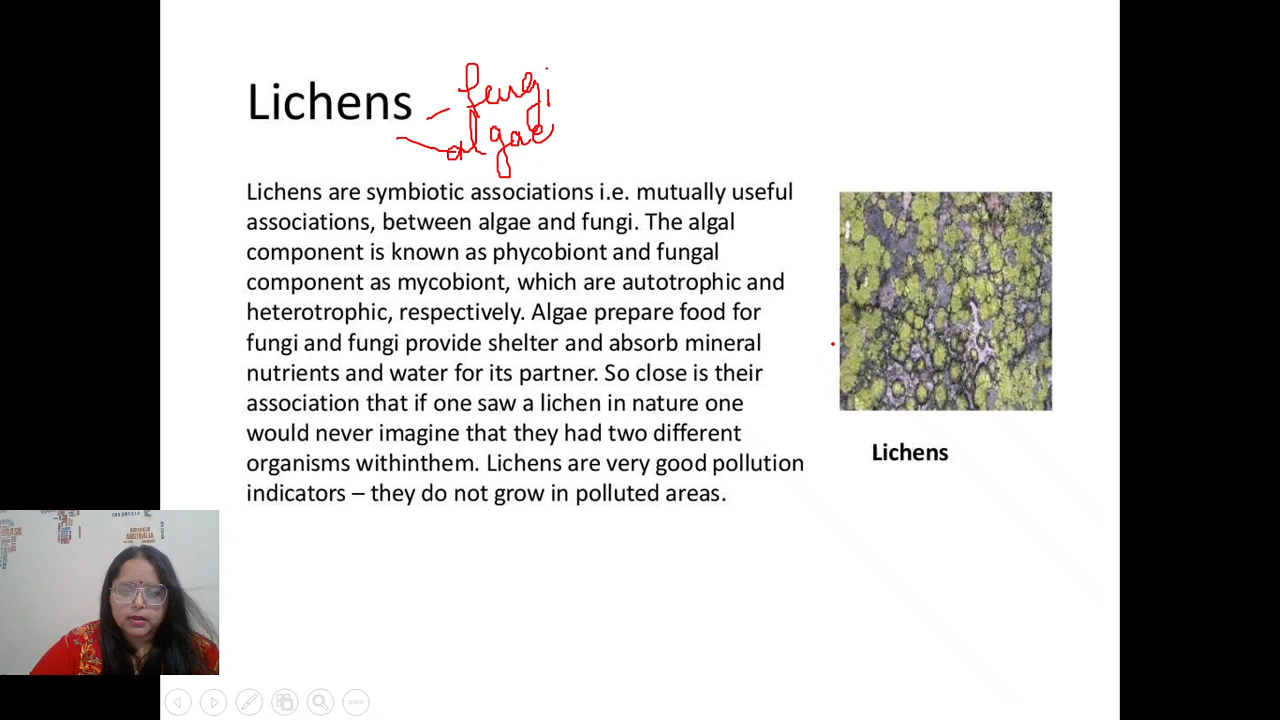 Lichens
fungi
algae
Lichens are symbiotic associations i.e. mutually useful
associations, between algae and fungi. The algal
component is known as phycobiont and fungal
component as mycobiont, which are autotrophic and
heterotrophic, respectively. Algae prepare food for
fungi and fungi provide shelter and absorb mineral
nutrients and water for its partner. So close is their
association that if one saw a lichen in nature one
would never imagine that they had two different
organisms withinthem. Lichens are very good pollution
indicators – they do not grow in polluted areas.
Lichens
INDONESIA
AUSTRALIA